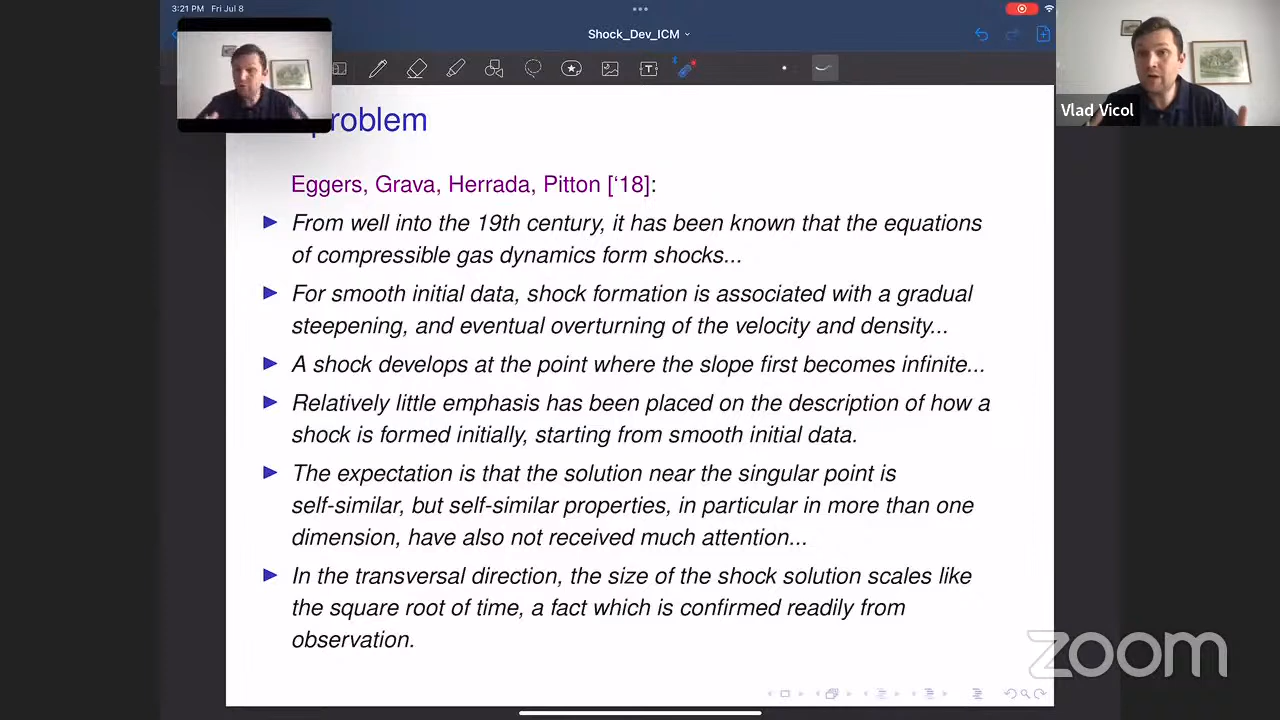 3:21 PM Fri Jul 8
Shock_Dev_ICM
Vlad Vicol
problem
Eggers, Grava, Herrada, Pitton [‘18]:
From well into the 19th century, it has been known that the equations
of compressible gas dynamics form shocks...
For smooth initial data, shock formation is associated with a gradual
steepening, and eventual overturning of the velocity and density...
A shock develops at the point where the slope first becomes infinite...
Relatively little emphasis has been placed on the description of how a
shock is formed initially, starting from smooth initial data.
The expectation is that the solution near the singular point is
self-similar, but self-similar properties, in particular in more than one
dimension, have also not received much attention...
In the transversal direction, the size of the shock solution scales like
the square root of time, a fact which is confirmed readily from
observation.
zoom